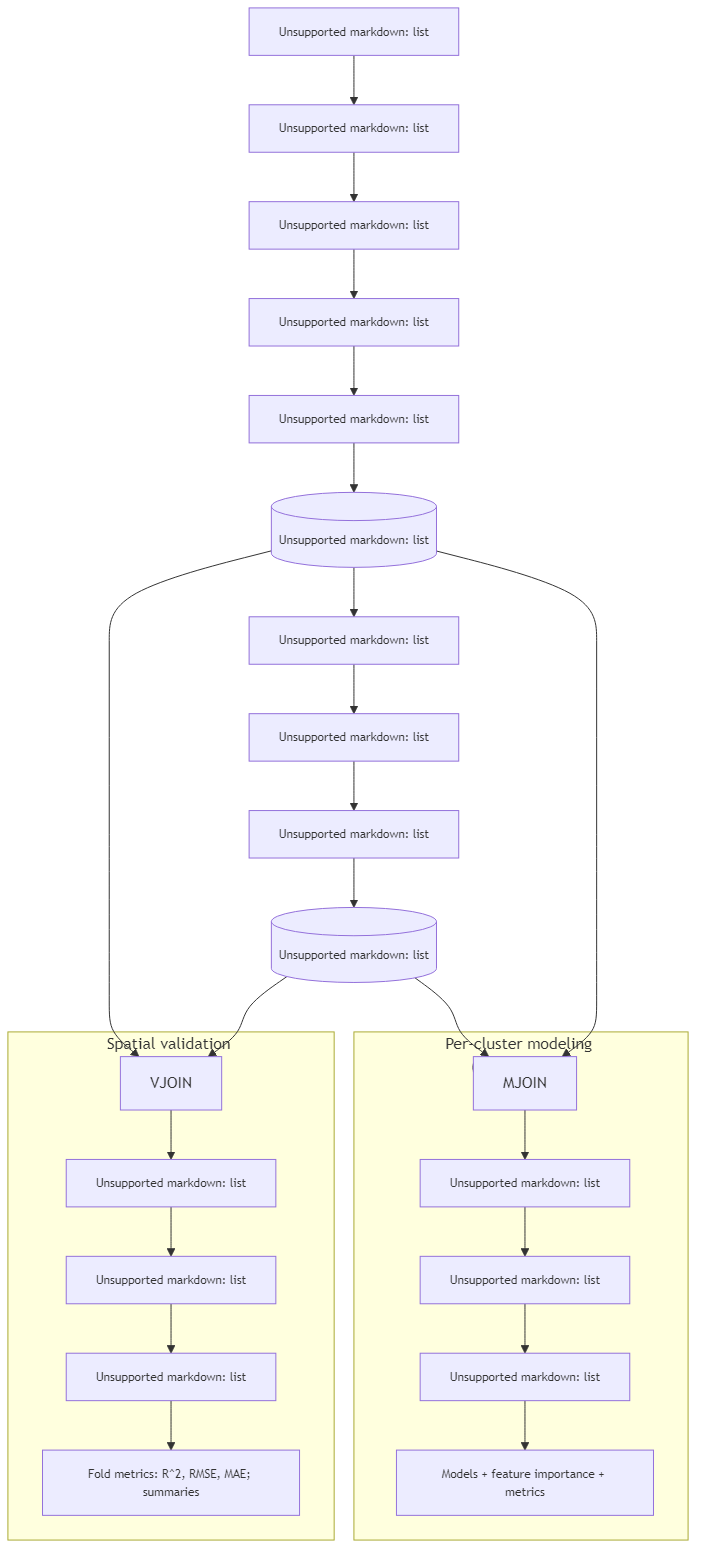 Unsupported markdown: list
Unsupported markdown: list
Unsupported markdown: list
Unsupported markdown: list
Unsupported markdown: list
Unsupported markdown: list
Unsupported markdown: list
Unsupported markdown: list
Unsupported markdown: list
Unsupported markdown: list
Spatial validation
VJOIN
Unsupported markdown: list
Unsupported markdown: list
Unsupported markdown: list
Fold metrics: R^2, RMSE, MAE;
summaries
Per-cluster modeling
MJOIN
Unsupported markdown: list
Unsupported markdown: list
Unsupported markdown: list
Models + feature importance +
metrics